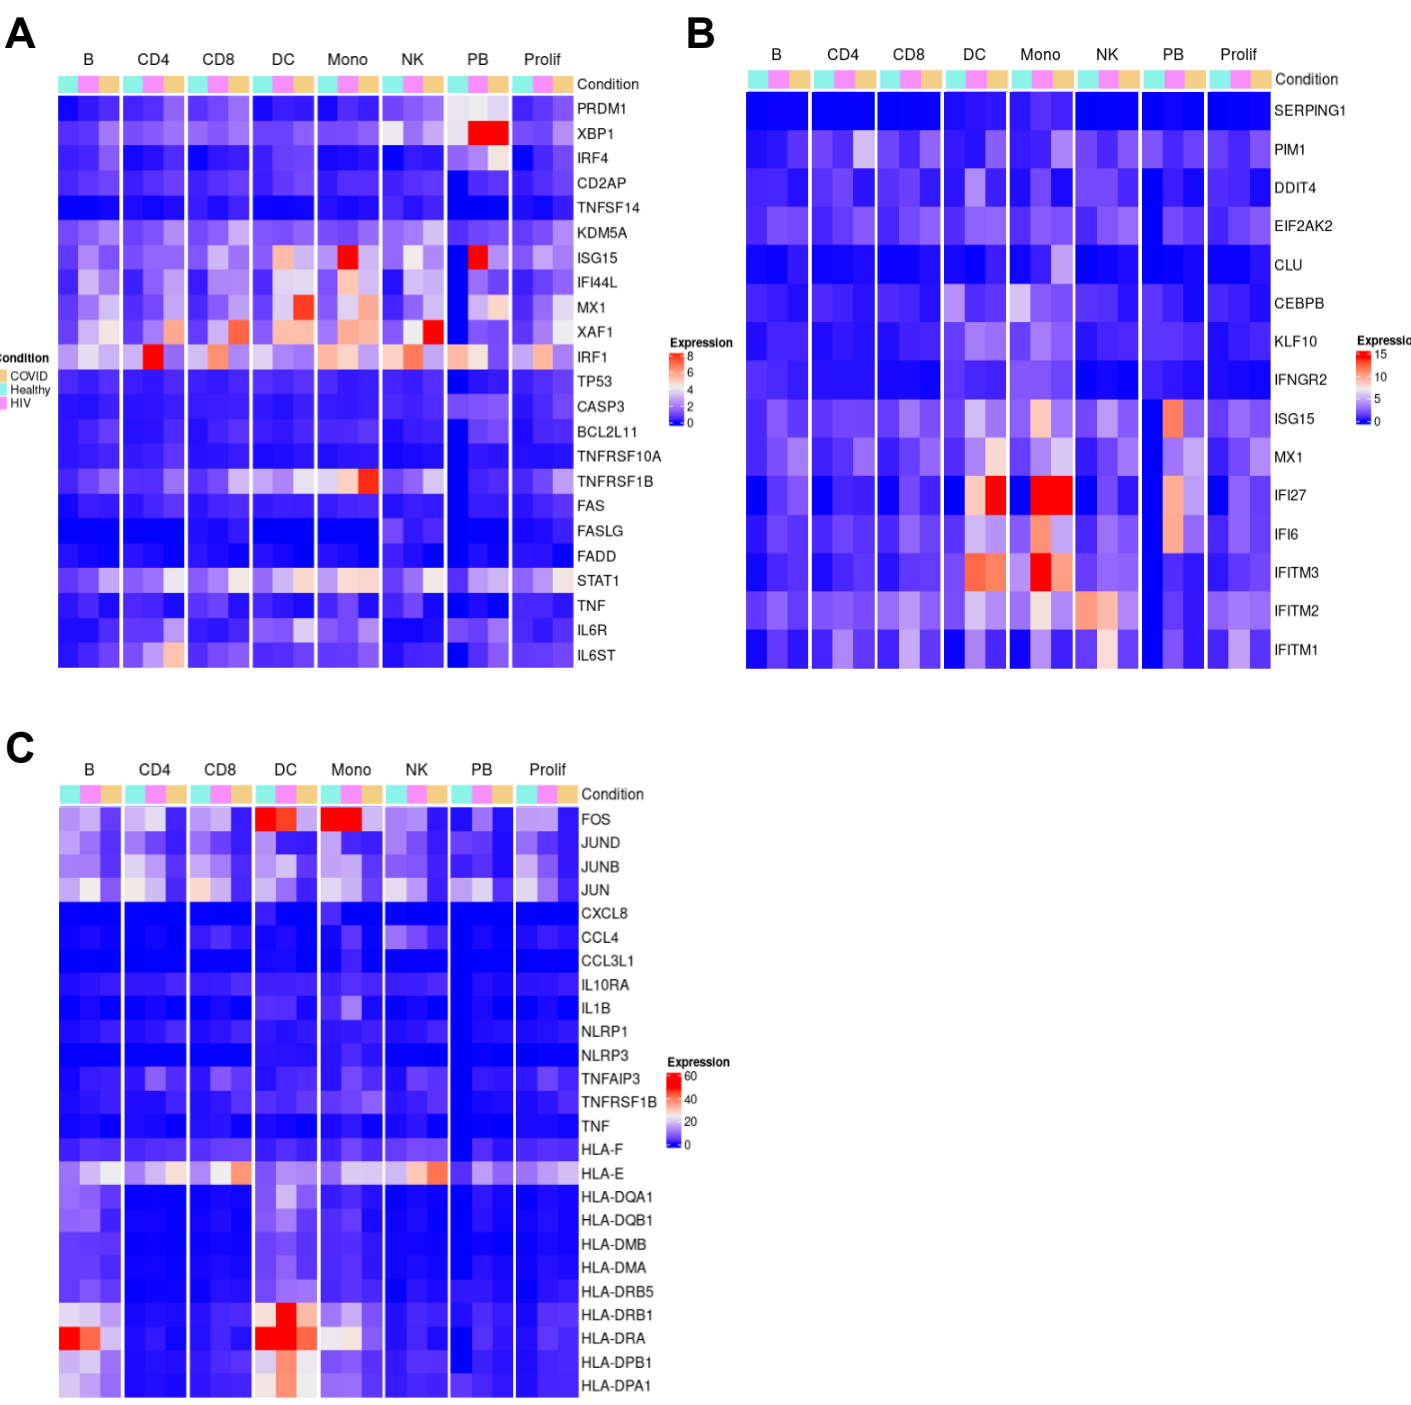 A
B CD4 CD8 DC Mono NK PB Prolif
Condition
PRDM1
XBP1
IRF4
CD2AP
TNFSF14
KDM5A
ISG15
IFI44L
MX1
XAF1
IRF1
TP53
CASP3
BCL2L11
TNFRSF10A
TNFRSF1B
FAS
FASLG
FADD
STAT1
TNF
IL6R
IL6ST
ondition
COVID
Healthy
HIV
Expression
8
6
4
2
0
B
B CD4 CD8 DC Mono NK PB Prolif
Condition
SERPING1
PIM1
DDIT4
EIF2AK2
CLU
CEBPB
KLF10
IFNGR2
ISG15
MX1
IFI27
IFI6
IFITM3
IFITM2
IFITM1
Expressio
15
10
5
0
C
B CD4 CD8 DC Mono NK PB Prolif
Condition
FOS
JUND
JUNB
JUN
CXCL8
CCL4
CCL3L1
IL10RA
IL1B
NLRP1
NLRP3
TNFAIP3
TNFRSF1B
TNF
HLA-F
HLA-E
HLA-DQA1
HLA-DQB1
HLA-DMB
HLA-DMA
HLA-DRB5
HLA-DRB1
HLA-DRA
HLA-DPB1
HLA-DPA1
Expression
60
40
20
0